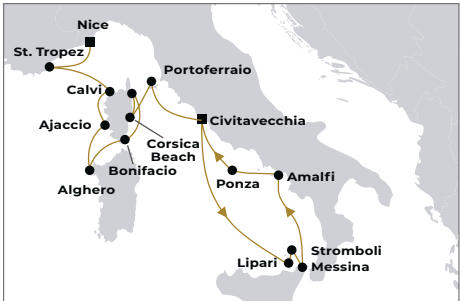 Nice
St. Tropez
Portoferraio
Calvi
Civitavecchia
Ajaccio
Corsica
Beach
Bonifacio
Alghero
Ponza
Amalfi
Stromboli
Lipari
Messina